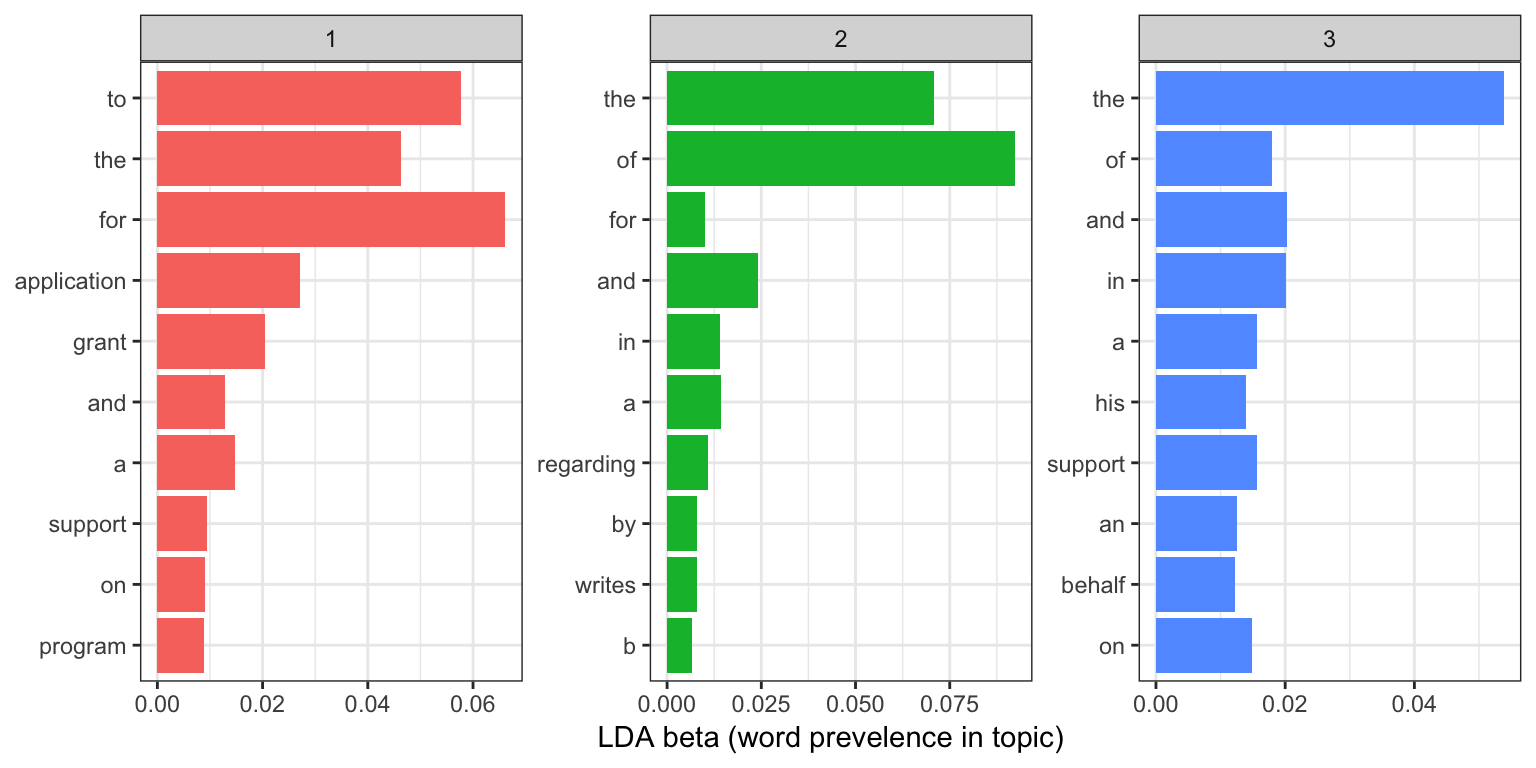 1
to
the
for
application
grant
and
a
support
on
program
0.00 0.02 0.04 0.06
2
the
of
for
and
in
a
regarding
by
writes
b
0.000 0.025 0.050 0.075
3
the
of
and
in
a
his
support
an
behalf
on
0.00 0.02 0.04
LDA beta (word prevelence in topic)